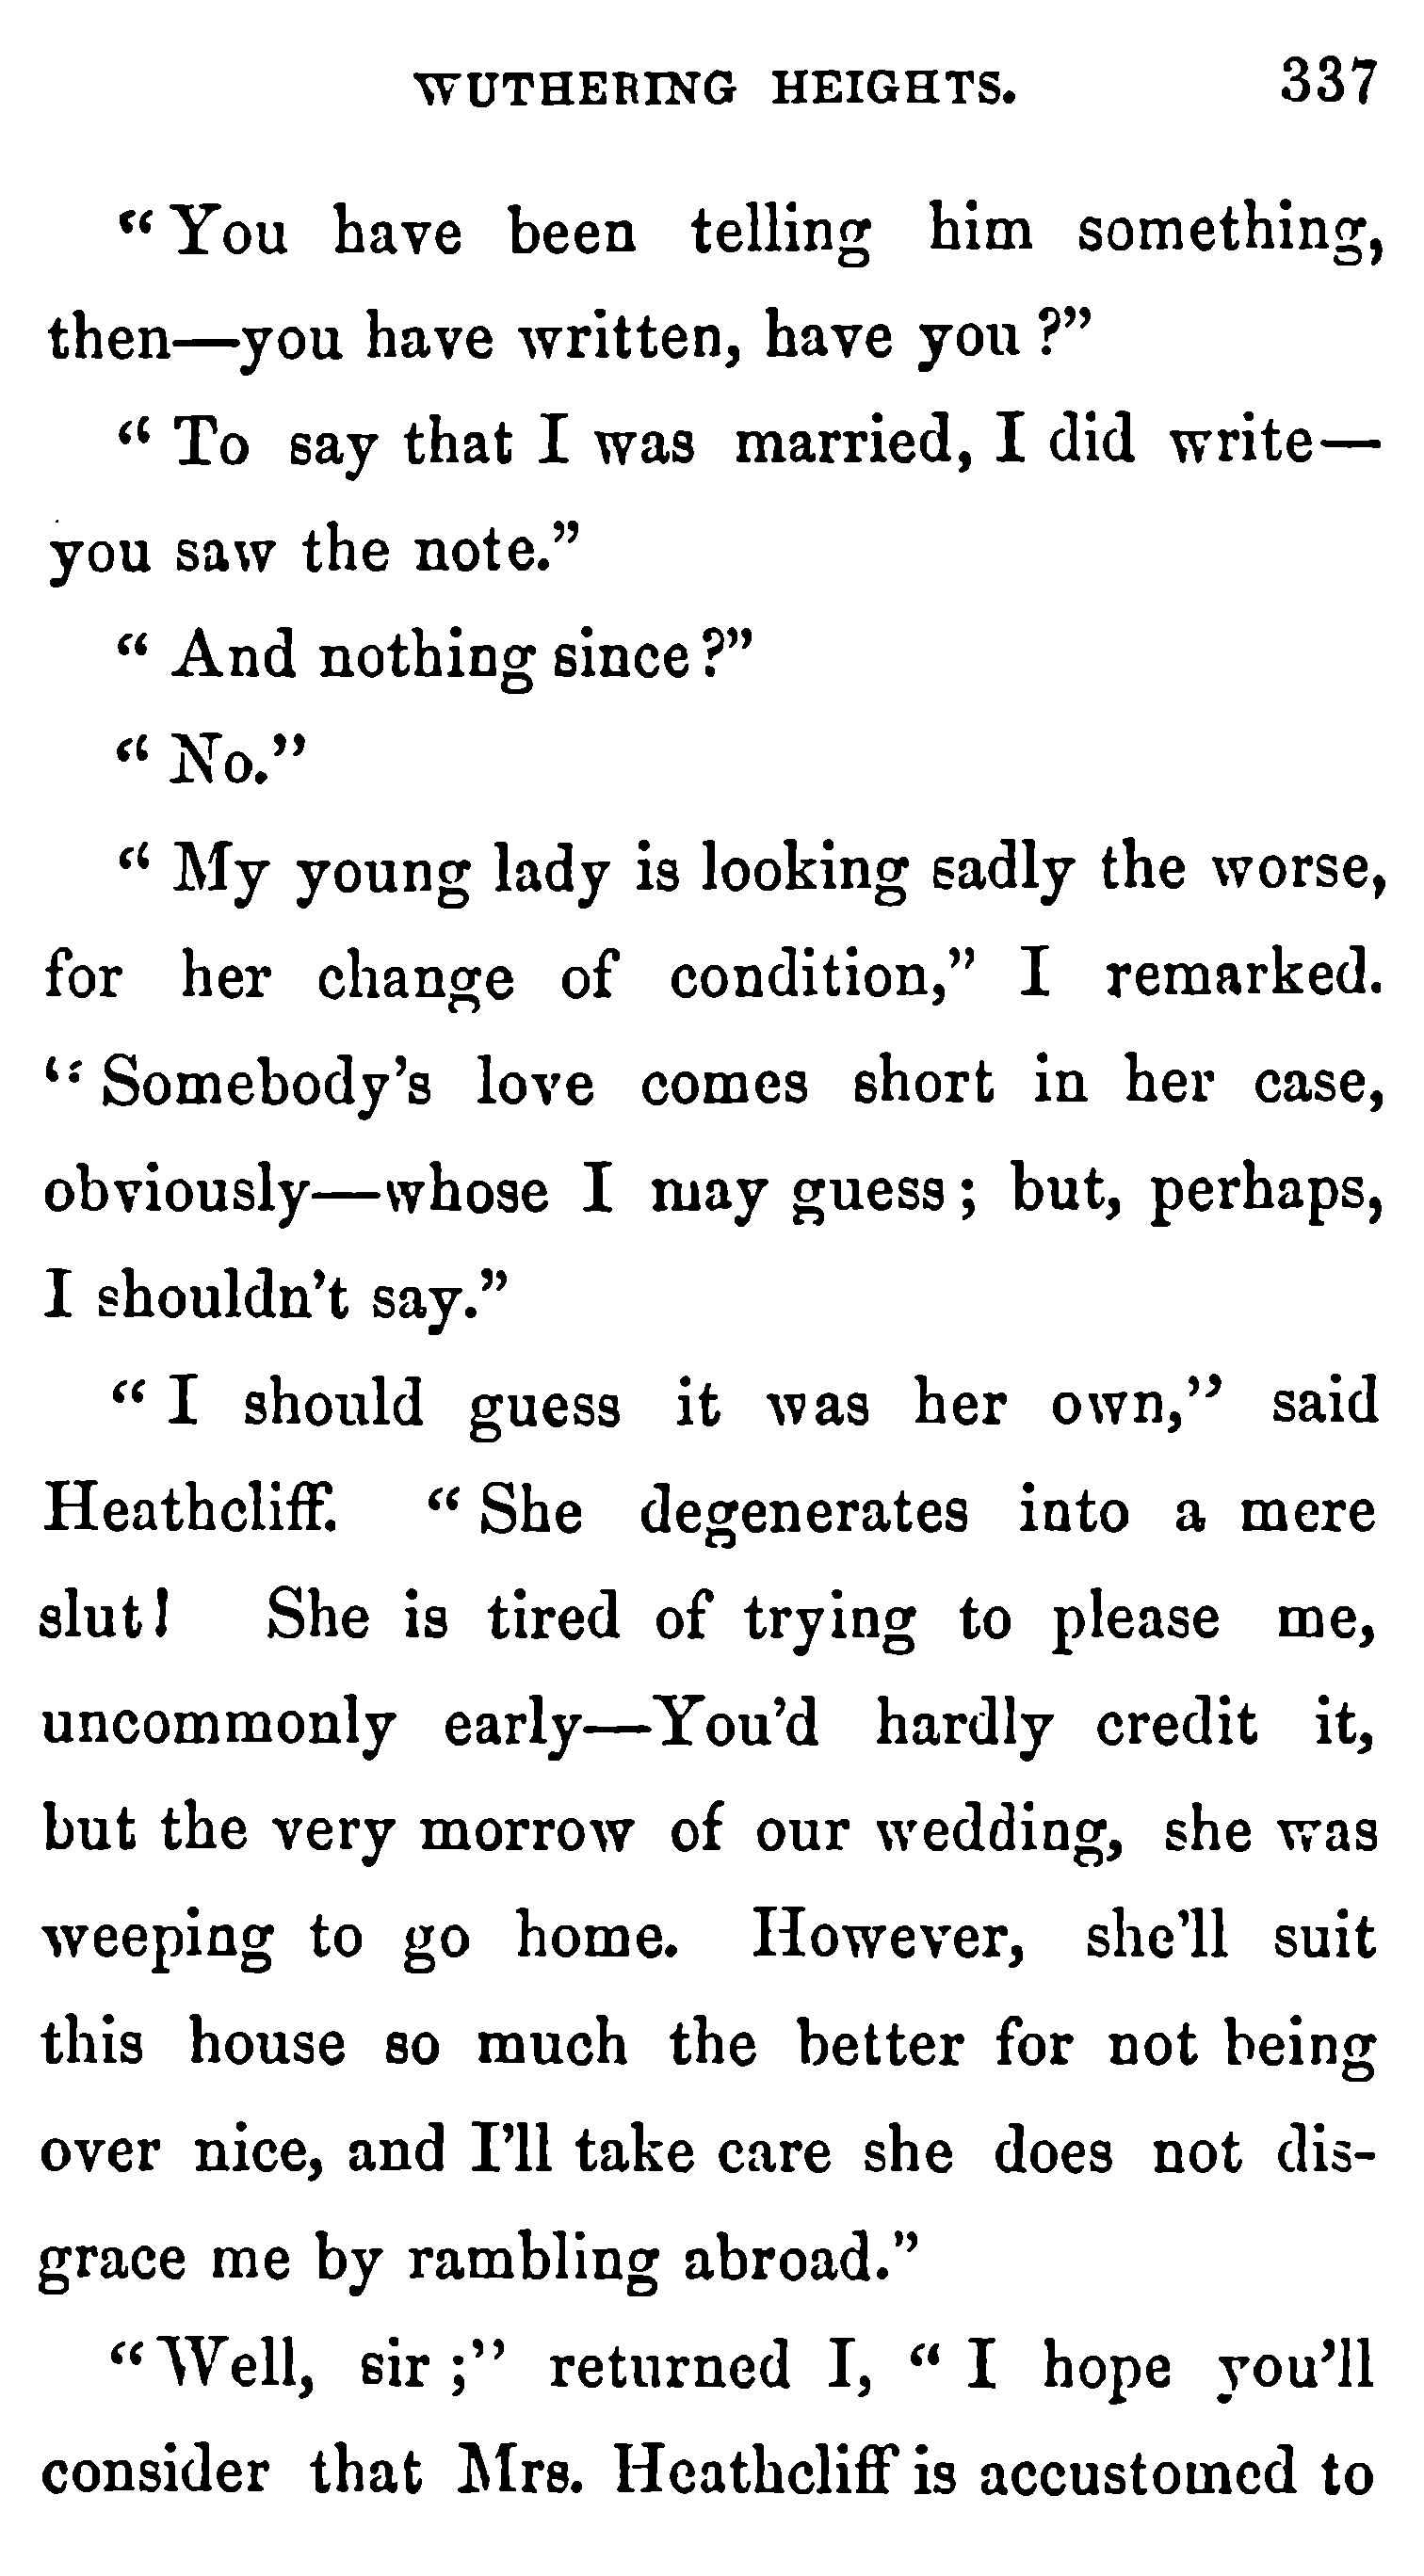 WUTHERING HEIGHTS. 337
“You have been telling him something,
then—you have written, have you?”
“To say that I was married, I did write—
you saw the note.”
“And nothing since?”
“No.”
“My young lady is looking sadly the worse,
for her change of condition,” I remarked.
“Somebody’s love comes short in her case,
obviously—whose I may guess; but, perhaps,
I shouldn’t say.”
“I should guess it was her own,” said
Heathcliff. “She degenerates into a mere
slut! She is tired of trying to please me,
uncommonly early—You’d hardly credit it,
but the very morrow of our wedding, she was
weeping to go home. However, she’ll suit
this house so much the better for not being
over nice, and I’ll take care she does not dis-
grace me by rambling abroad.”
“Well, sir;” returned I, “I hope you’ll
consider that Mrs. Heathcliff is accustomed to